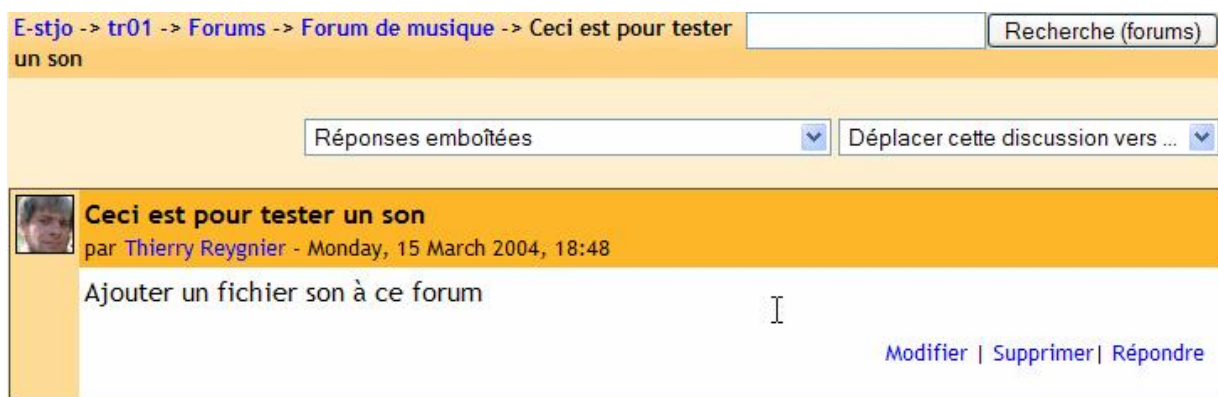 E-stjo -> tr01 -> Forums -> Forum de musique -> Ceci est pour tester
un son
Recherche (forums)
Réponses emboîtées
Déplacer cette discussion vers ...
Ceci est pour tester un son
par Thierry Reygnier - Monday, 15 March 2004, 18:48
Ajouter un fichier son à ce forum
Modifier | Supprimer| Répondre